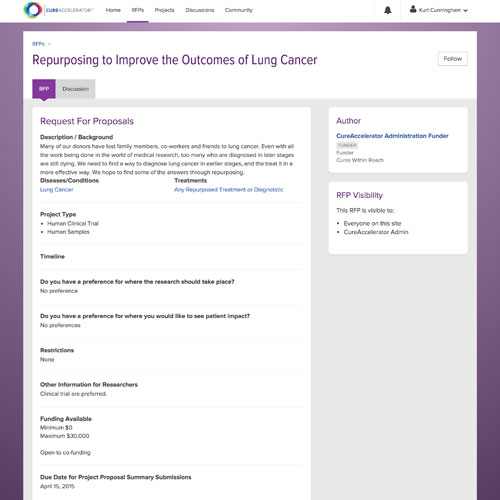 CUREACCELERATOR™
Home RFPs Projects Discussions Community
Kurt Cunningham
RFPs >
Repurposing to Improve the Outcomes of Lung Cancer
Follow
RFP Discussion
Request For Proposals
Description / Background
Many of our donors have lost family members, co-workers and friends to lung cancer. Even with all
the work being done in the world of medical research, too many who are diagnosed in later stages
are still dying. We need to find a way to diagnose lung cancer in earlier stages, and the treat it in a
more effective way. We hope to find some of the answers through repurposing.
Diseases/Conditions Treatments
Lung Cancer Any Repurposed Treatment or Diagnotistic
Project Type
• Human Clinical Trial
• Human Samples
Timeline
Do you have a preference for where the research should take place?
No preference
Do you have a preference for where you would like to see patient impact?
No preferences
Restrictions
None
Other Information for Researchers
Clinical trial are preferred.
Funding Available
Minimum $0
Maximum $30,000
Open to co-funding
Due Date for Project Proposal Summary Submissions
April 15, 2015
Author
CureAccelerator Administration Funder
FUNDER
Funder
Cures Within Reach
RFP Visibility
This RFP is visible to:
• Everyone on this site
• CureAccelerator Admin